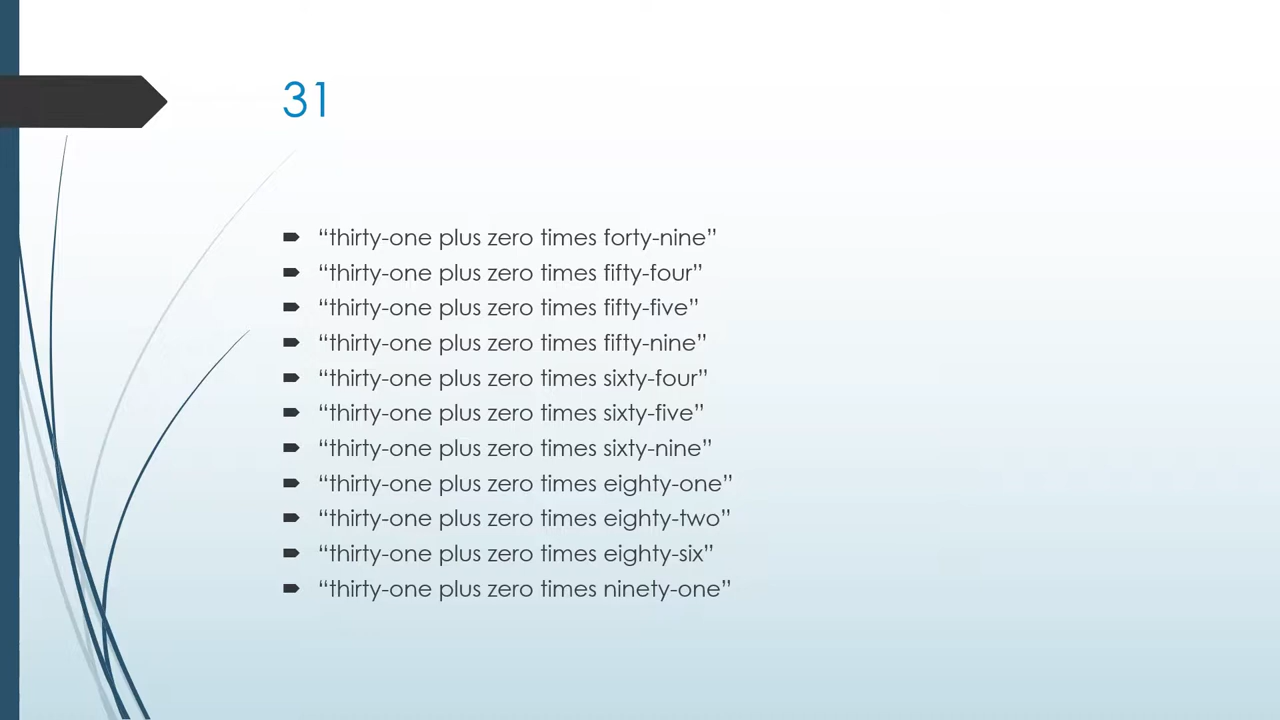 31
“thirty-one plus zero times forty-nine”
“thirty-one plus zero times fifty-four”
“thirty-one plus zero times fifty-five”
“thirty-one plus zero times fifty-nine”
“thirty-one plus zero times sixty-four”
“thirty-one plus zero times sixty-five”
“thirty-one plus zero times sixty-nine”
“thirty-one plus zero times eighty-one”
“thirty-one plus zero times eighty-two”
“thirty-one plus zero times eighty-six”
“thirty-one plus zero times ninety-one”